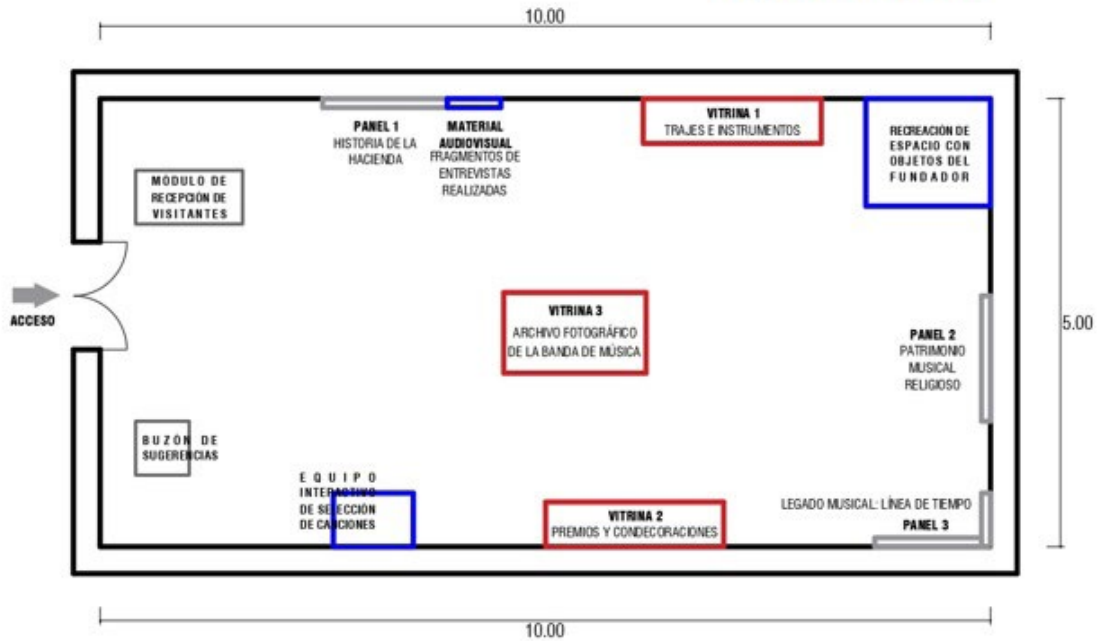 10.00
PANEL 1
HISTORIA DE LA
HACIENDA
MATERIAL
AUDIOVISUAL
FRAGMENTOS DE
ENTREVISTAS
REALIZADAS
VITRINA 1
TRAJES E INSTRUMENTOS
RECREACIÓN DE
ESPACIO CON
OBJETOS DEL
FUNDADOR
MÓDULO DE
RECEPCIÓN DE
VISITANTES
ACCESO
VITRINA 3
ARCHIVO FOTOGRÁFICO
DE LA BANDA DE MÚSICA
PANEL 2
PATRIMONIO
MUSICAL
RELIGIOSO
5.00
BUZÓN DE
SUGERENCIAS
EQUIPO
INTERACTIVO
DE SELECCIÓN
DE CANCIONES
VITRINA 2
PREMIOS Y CONDECORACIONES
LEGADO MUSICAL: LÍNEA DE TIEMPO
PANEL 3
10.00